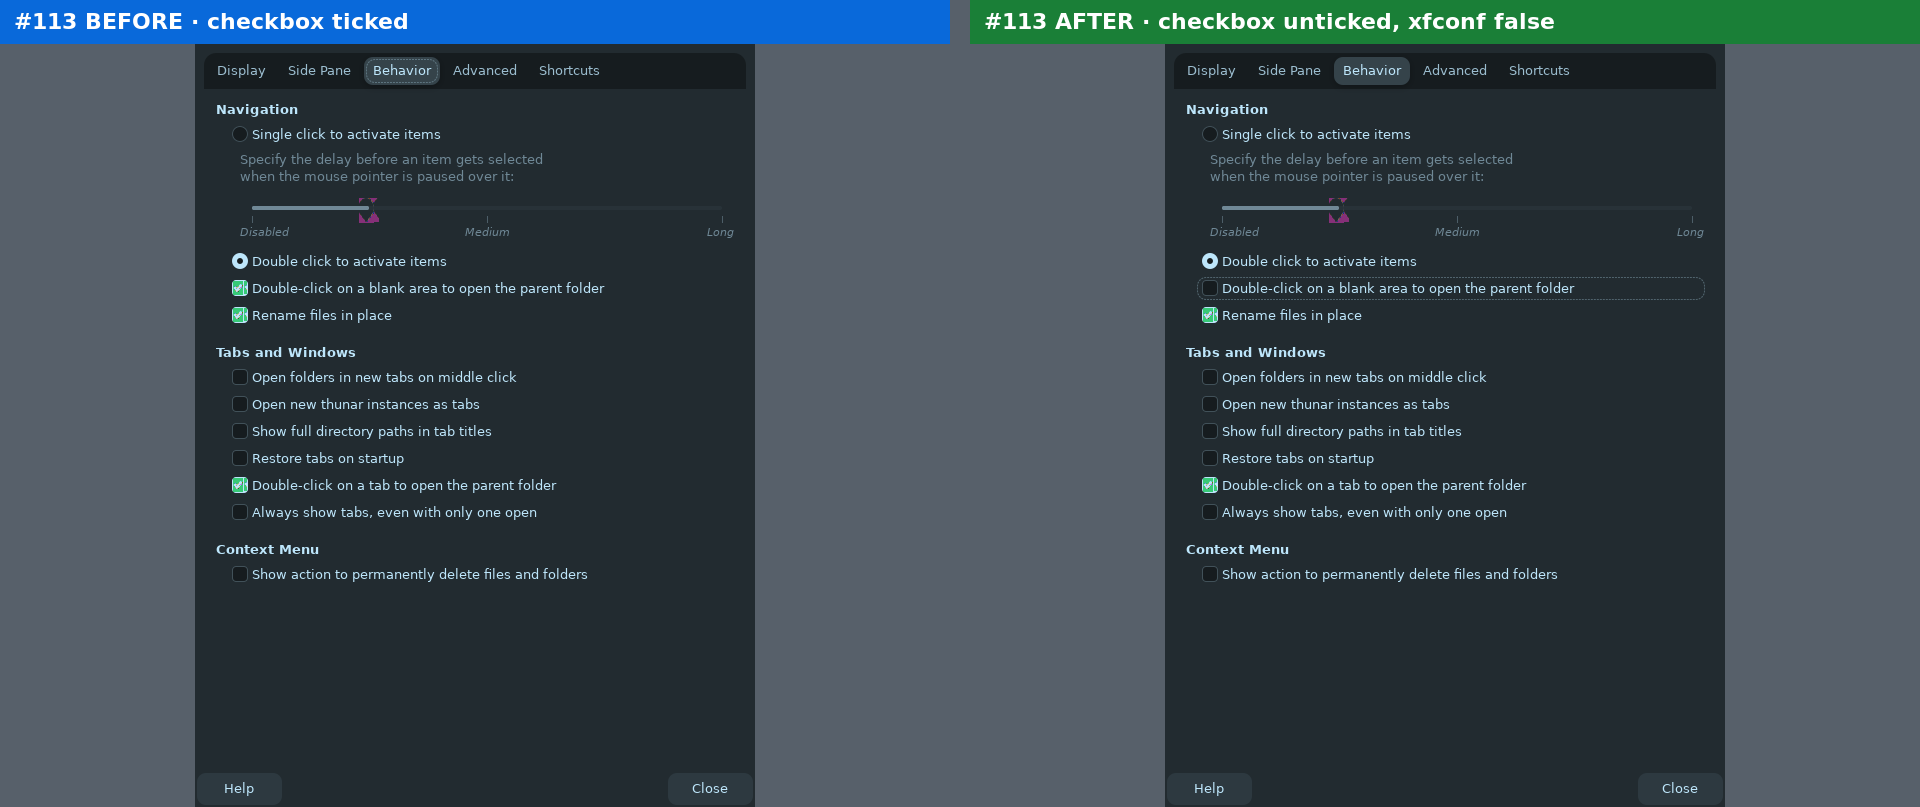 #113 BEFORE · checkbox ticked
Display Side Pane Behavior Advanced Shortcuts
Navigation
Single click to activate items
Specify the delay before an item gets selected
when the mouse pointer is paused over it:
Disabled Medium Long
Double click to activate items
Double-click on a blank area to open the parent folder
Rename files in place
Tabs and Windows
Open folders in new tabs on middle click
Open new thunar instances as tabs
Show full directory paths in tab titles
Restore tabs on startup
Double-click on a tab to open the parent folder
Always show tabs, even with only one open
Context Menu
Show action to permanently delete files and folders
Help Close
#113 AFTER · checkbox unticked, xfconf false
Display Side Pane Behavior Advanced Shortcuts
Navigation
Single click to activate items
Specify the delay before an item gets selected
when the mouse pointer is paused over it:
Disabled Medium Long
Double click to activate items
Double-click on a blank area to open the parent folder
Rename files in place
Tabs and Windows
Open folders in new tabs on middle click
Open new thunar instances as tabs
Show full directory paths in tab titles
Restore tabs on startup
Double-click on a tab to open the parent folder
Always show tabs, even with only one open
Context Menu
Show action to permanently delete files and folders
Help Close